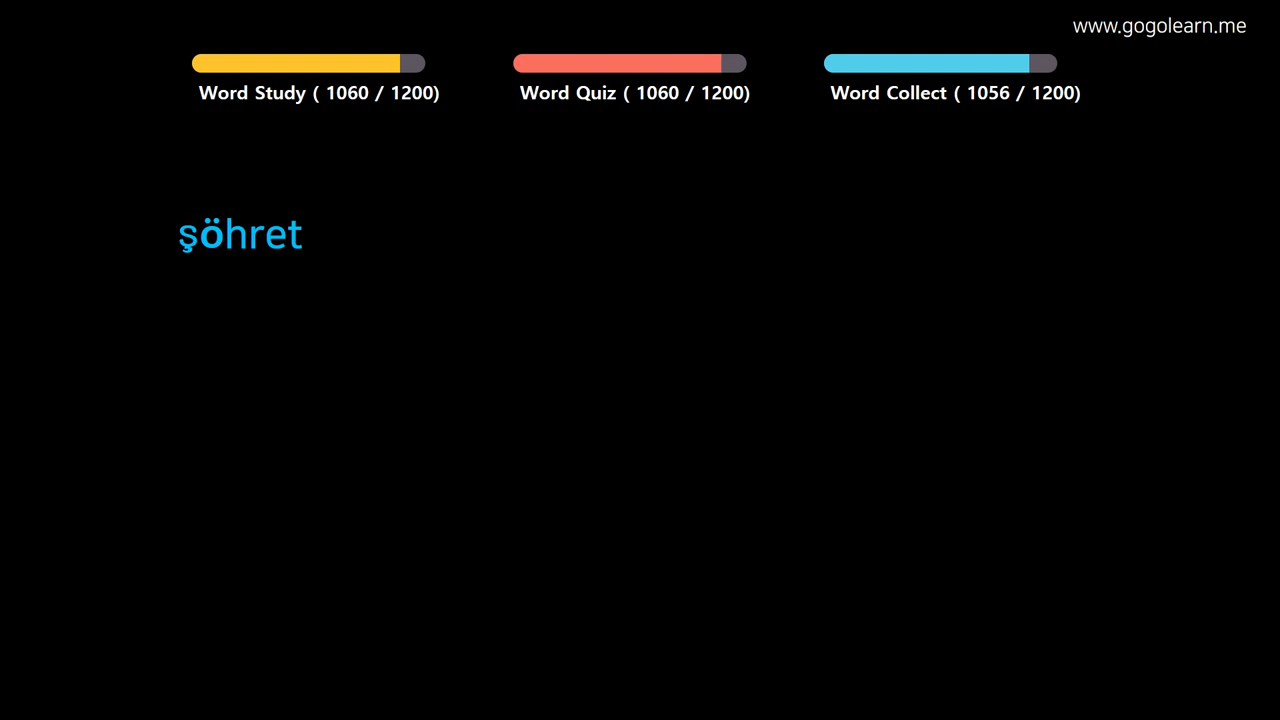 www.gogolearn.me
Word Study ( 1060 / 1200)
Word Quiz ( 1060 / 1200)
Word Collect ( 1056 / 1200)
şöhret